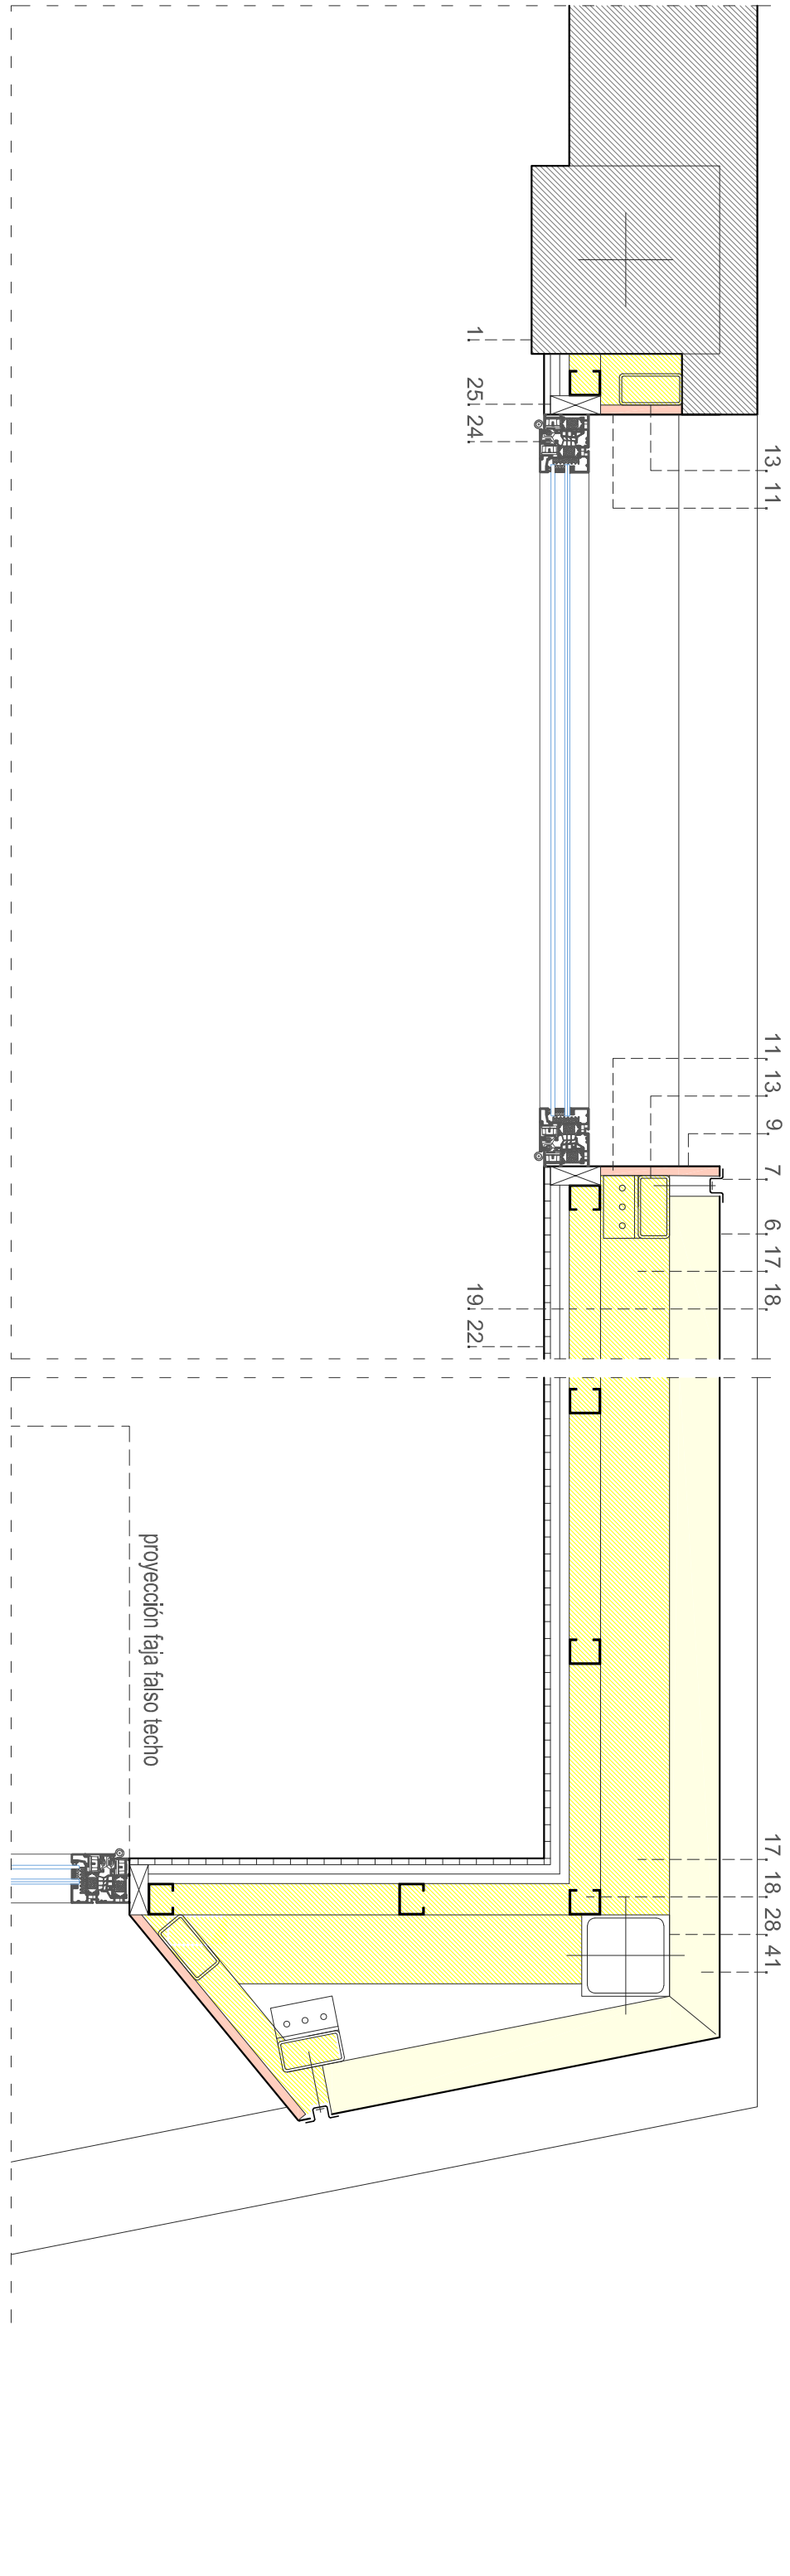 1.
25. 24.
13. 11
11. 13 9 7 6 17 18.
19. 22
proyección faja falso techo
17 18. 28 41